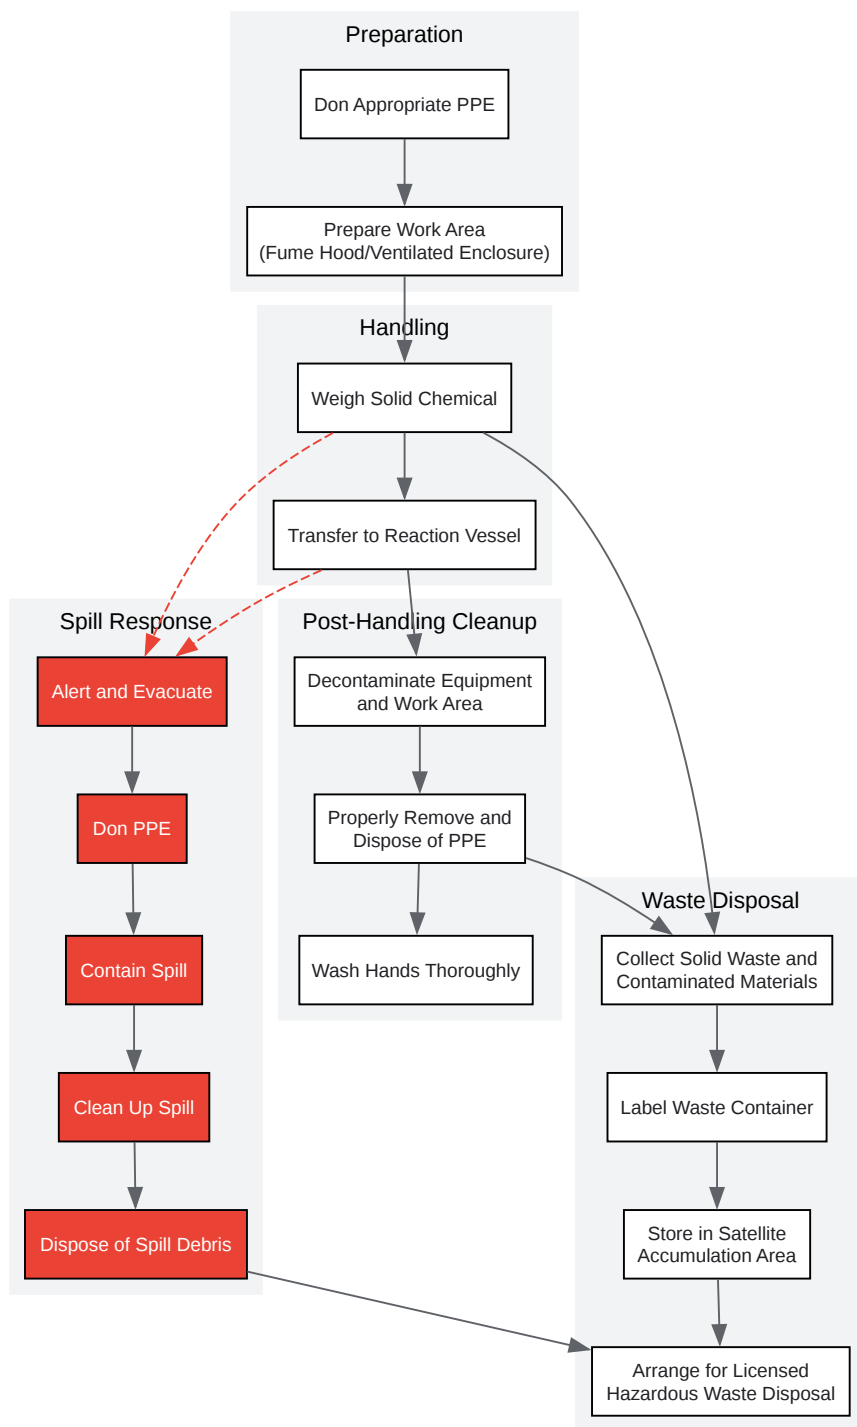 Preparation
Don Appropriate PPE
Prepare Work Area
(Fume Hood/Ventilated Enclosure)
Handling
Weigh Solid Chemical
Transfer to Reaction Vessel
Spill Response
Alert and Evacuate
Don PPE
Contain Spill
Clean Up Spill
Dispose of Spill Debris
Post-Handling Cleanup
Decontaminate Equipment
and Work Area
Properly Remove and
Dispose of PPE
Wash Hands Thoroughly
Waste Disposal
Collect Solid Waste and
Contaminated Materials
Label Waste Container
Store in Satellite
Accumulation Area
Arrange for Licensed
Hazardous Waste Disposal